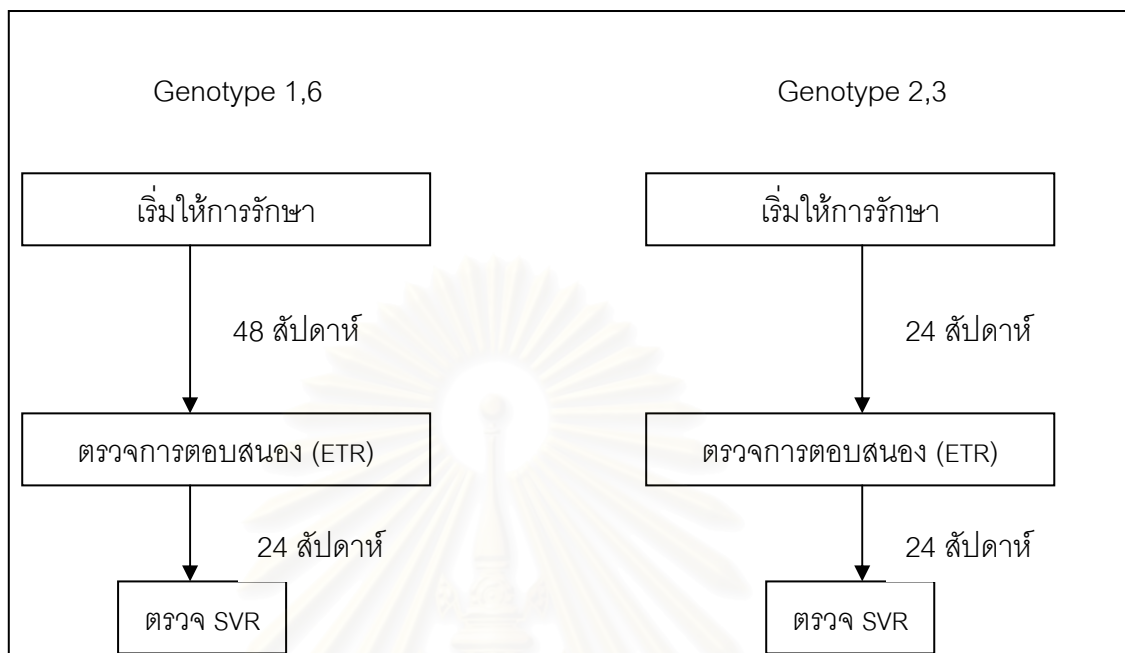 Genotype 1,6
Genotype 2,3
เริ่มให้การรักษา
เริ่มให้การรักษา
48 สัปดาห์
24 สัปดาห์
ตรวจการตอบสนอง (ETR)
ตรวจการตอบสนอง (ETR)
24 สัปดาห์
24 สัปดาห์
ตรวจ SVR
ตรวจ SVR